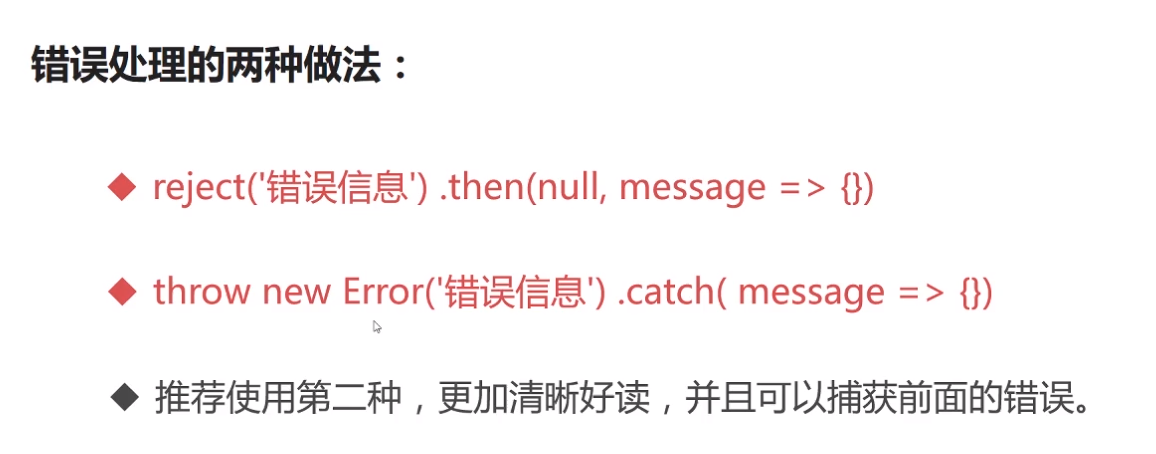 错误处理的两种做法：
reject('错误信息') .then(null, message => {})
throw new Error('错误信息') .catch( message => {})
推荐使用第二种，更加清晰好读，并且可以捕获前面的错误。